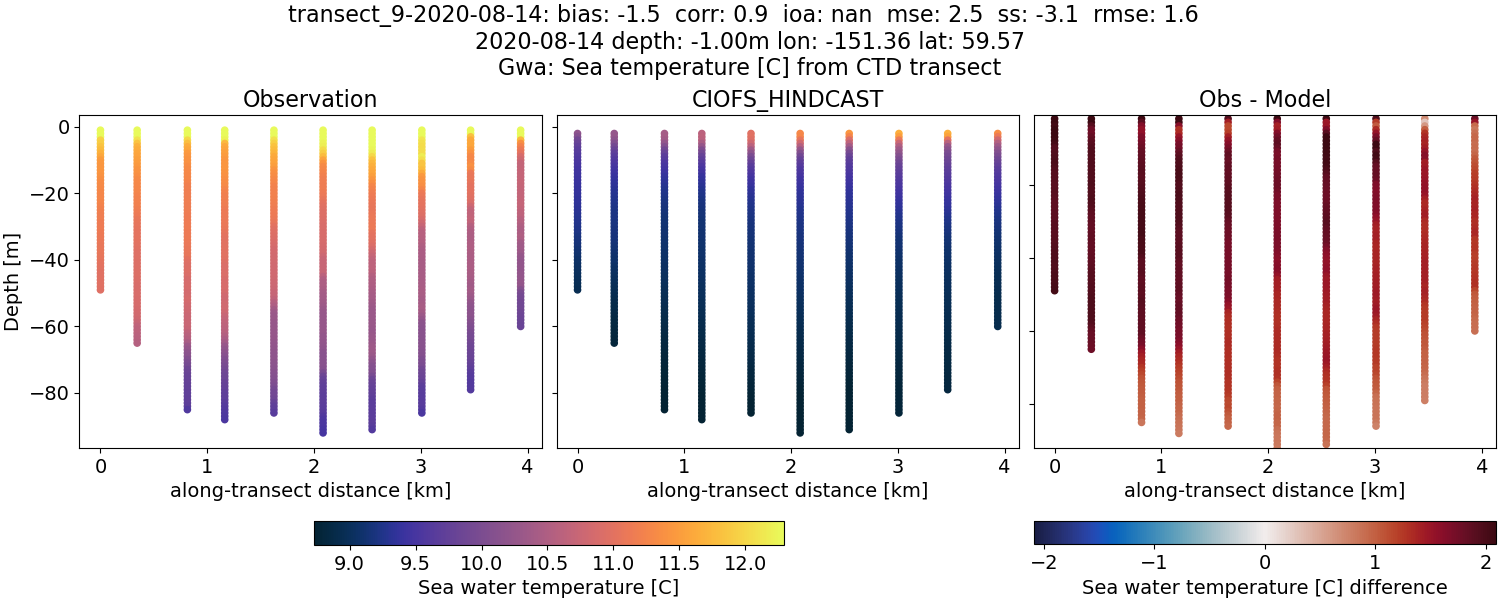 transect_9-2020-08-14: bias: -1.5 corr: 0.9 ioa: nan mse: 2.5 ss: -3.1 rmse: 1.6
2020-08-14 depth: -1.00m lon: -151.36 lat: 59.57
Gwa: Sea temperature [C] from CTD transect
Observation
CIOFS_HINDCAST
Obs - Model
Depth [m]
0
−20
−40
−60
−80
0 1 2 3 4
0 1 2 3 4
0 1 2 3 4
along-transect distance [km]
along-transect distance [km]
along-transect distance [km]
9.0 9.5 10.0 10.5 11.0 11.5 12.0
Sea water temperature [C]
−2 −1 0 1 2
Sea water temperature [C] difference